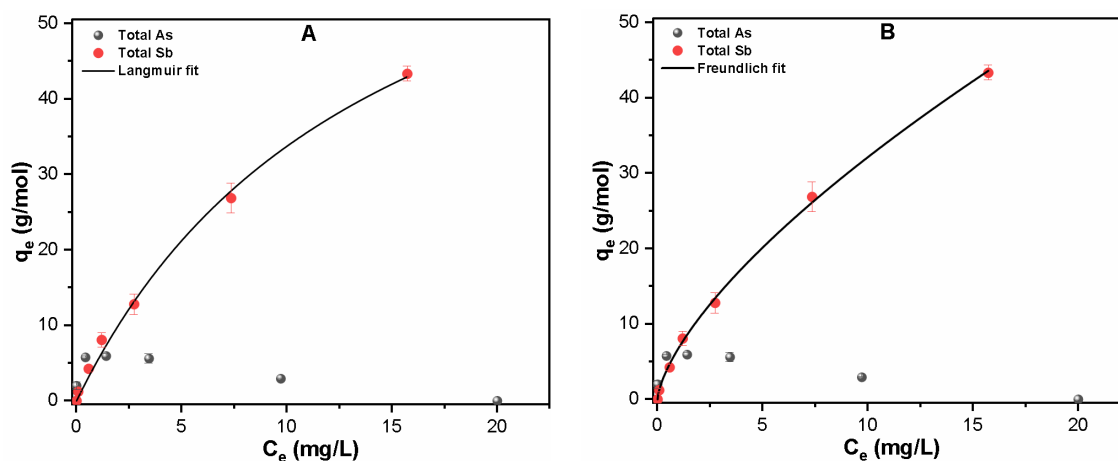 A
Total As
Total Sb
Langmuir fit
50
40
30
20
10
0
qe (g/mol)
0
5
10
15
20
Ce (mg/L)
B
Total As
Total Sb
Freundlich fit
50
40
30
20
10
0
qe (g/mol)
0
5
10
15
20
Ce (mg/L)